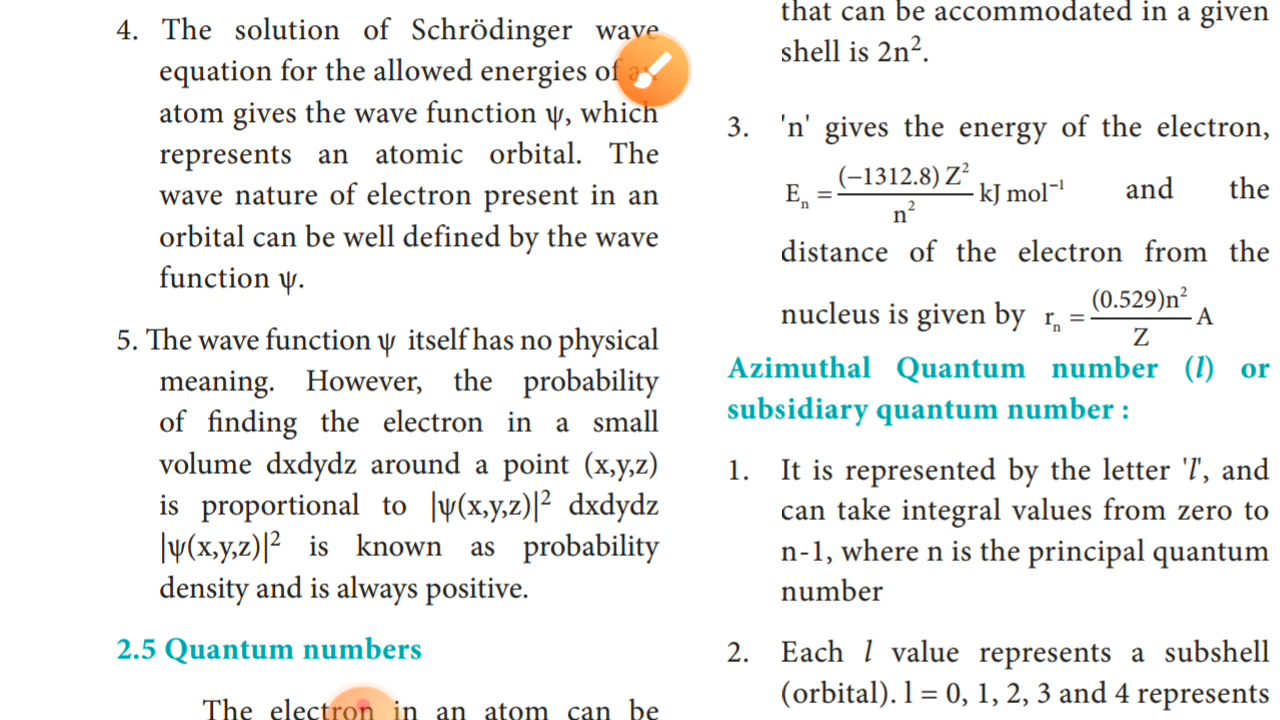 4. The solution of Schrödinger wave
equation for the allowed energies of
atom gives the wave function ψ, which
represents an atomic orbital. The
wave nature of electron present in an
orbital can be well defined by the wave
function ψ.
5. The wave function ψ itself has no physical
meaning. However, the probability
of finding the electron in a small
volume dxdydz around a point (x,y,z)
is proportional to |ψ(x,y,z)|² dxdydz
|ψ(x,y,z)|² is known as probability
density and is always positive.
2.5 Quantum numbers
The electron in an atom can be
that can be accommodated in a given
shell is 2n².
3. 'n' gives the energy of the electron,
Eₙ = (–1312.8) Z² / n² kJ mol⁻¹ and the
distance of the electron from the
nucleus is given by rₙ = (0.529)n² / Z A
Azimuthal Quantum number (l) or
subsidiary quantum number :
1. It is represented by the letter 'l', and
can take integral values from zero to
n-1, where n is the principal quantum
number
2. Each l value represents a subshell
(orbital). l = 0, 1, 2, 3 and 4 represents